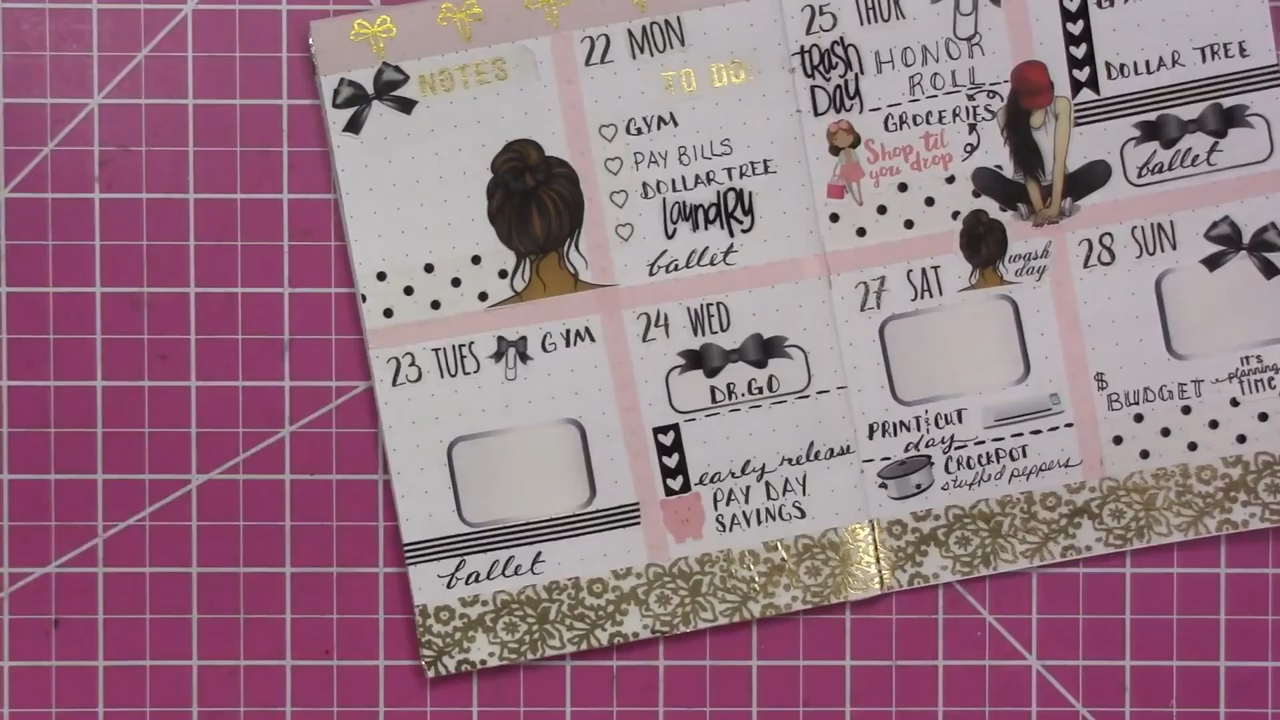 NOTES
22 MON
TO DO:
GYM
PAY BILLS
DOLLAR TREE
Laundry
ballet
23 TUES
GYM
ballet
24 WED
DR. GO
early release
PAY DAY
SAVINGS
25 THUR
trash
Day
HONOR
ROLL
GROCERIES
Shop til
you drop
DOLLAR TREE
ballet
27 SAT
wash
day
PRINT & CUT
day
CROCKPOT
stuffed peppers
28 SUN
$
BUDGET
IT'S
planning
TIME